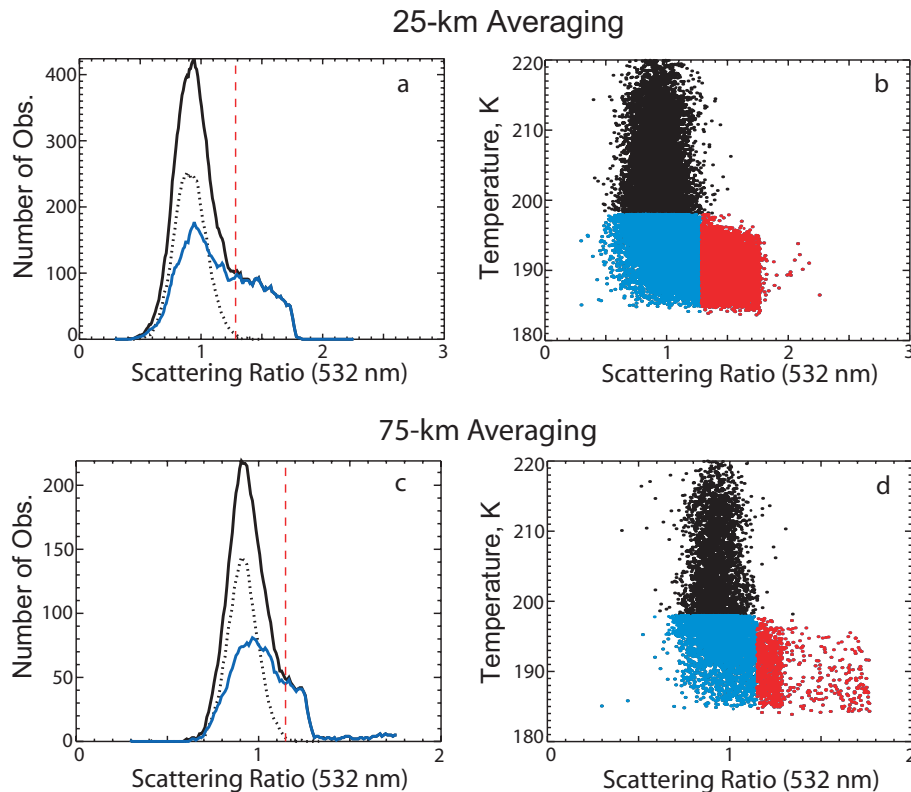 25-km Averaging
a
Number of Obs.
400
300
200
100
0
0
1
2
3
Scattering Ratio (532 nm)
b
Temperature, K
220
210
200
190
180
0
1
2
3
Scattering Ratio (532 nm)
75-km Averaging
c
Number of Obs.
200
150
100
50
0
0
1
2
Scattering Ratio (532 nm)
d
Temperature, K
220
210
200
190
180
0
1
2
Scattering Ratio (532 nm)